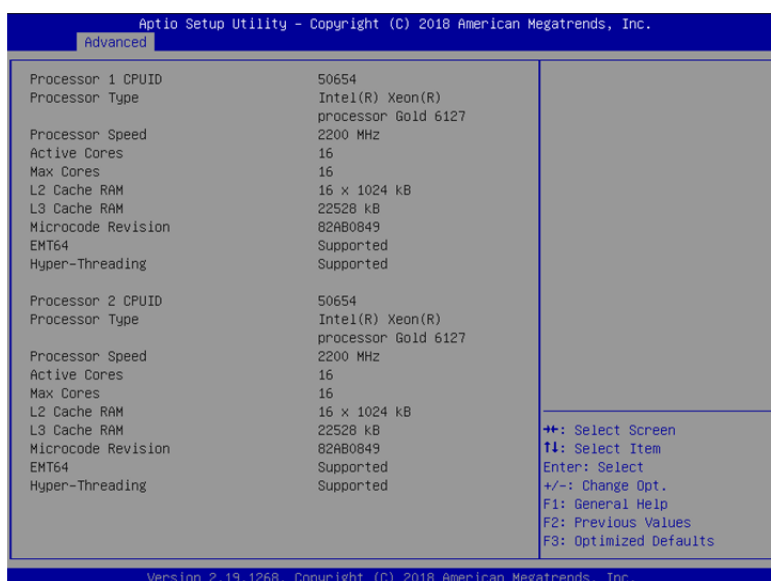 Aptio Setup Utility – Copyright (C) 2018 American Megatrends, Inc.
Advanced
Processor 1 CPUID 50654
Processor Type Intel(R) Xeon(R)
processor Gold 6127
Processor Speed 2200 MHz
Active Cores 16
Max Cores 16
L2 Cache RAM 16 x 1024 kB
L3 Cache RAM 22528 kB
Microcode Revision 82AB0849
EMT64 Supported
Hyper-Threading Supported
Processor 2 CPUID 50654
Processor Type Intel(R) Xeon(R)
processor Gold 6127
Processor Speed 2200 MHz
Active Cores 16
Max Cores 16
L2 Cache RAM 16 x 1024 kB
L3 Cache RAM 22528 kB
Microcode Revision 82AB0849
EMT64 Supported
Hyper-Threading Supported
→←: Select Screen
↑↓: Select Item
Enter: Select
+/-: Change Opt.
F1: General Help
F2: Previous Values
F3: Optimized Defaults
Version 2.19.1268. Copyright (C) 2018 American Megatrends, Inc.